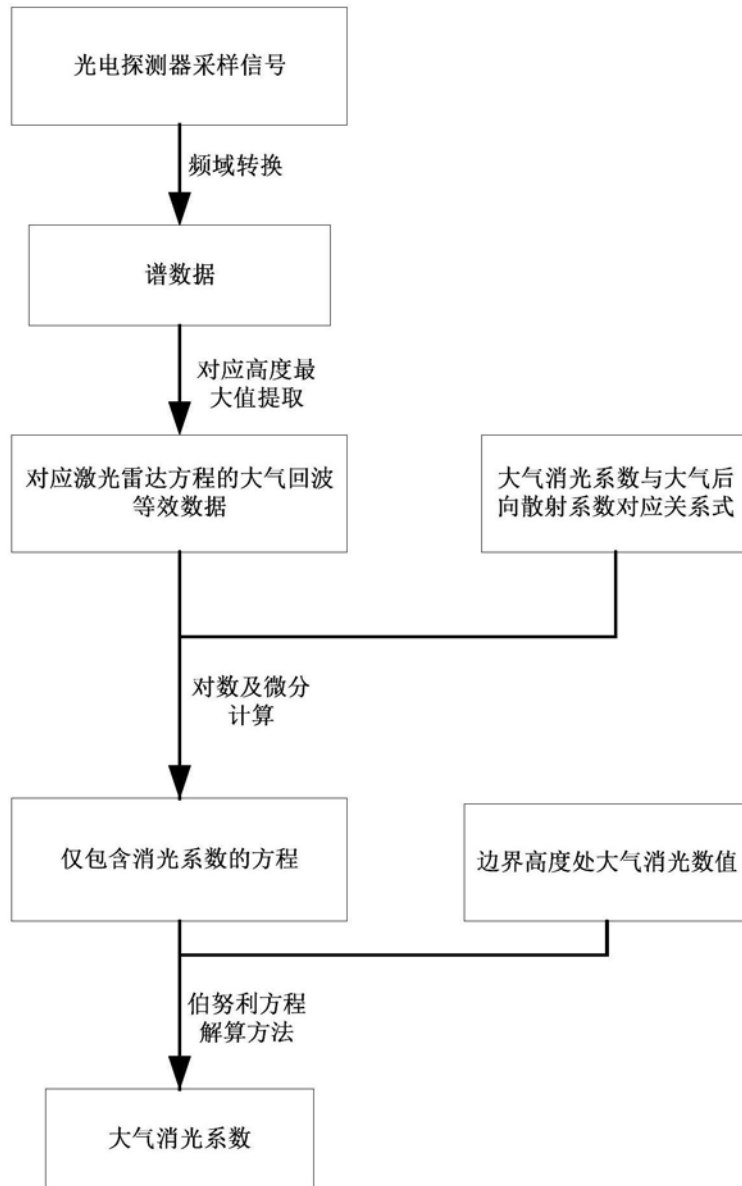 光电探测器采样信号
频域转换
谱数据
对应高度最
大值提取
对应激光雷达方程的大气回波
等效数据
大气消光系数与大气后
向散射系数对应关系式
对数及微分
计算
仅包含消光系数的方程
边界高度处大气消光数值
伯努利方程
解算方法
大气消光系数